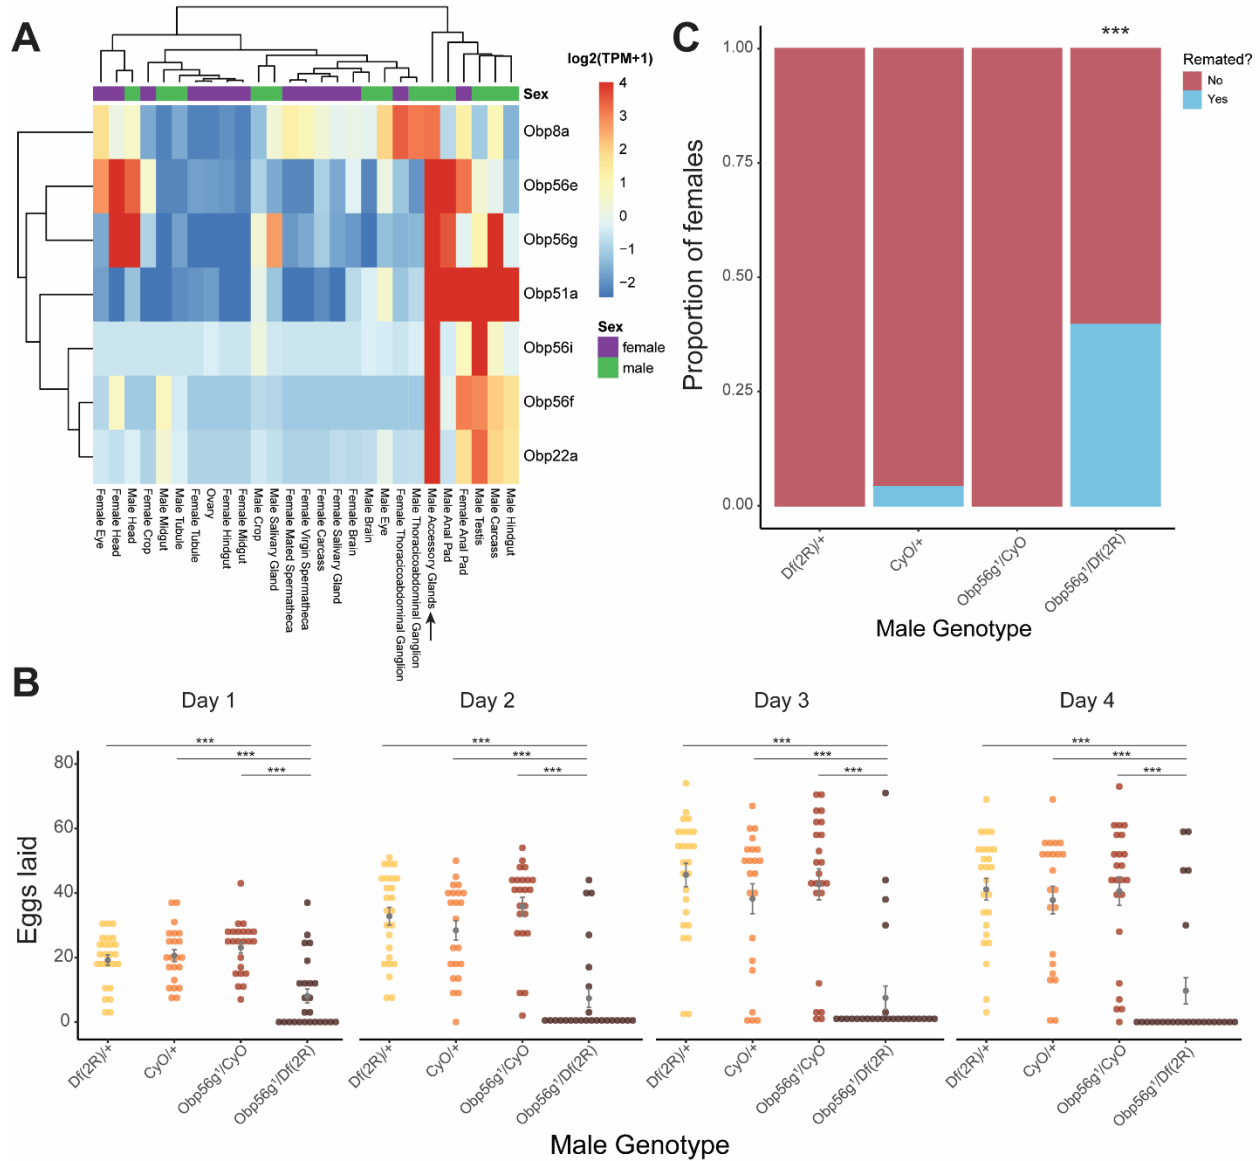 A
log2(TPM+1)
4
3
2
1
0
−1
−2
Sex
Obp8a
Obp56e
Obp56g
Obp51a
Obp56i
Obp56f
Obp22a
Sex
female
male
Female Eye
Female Head
Male Head
Female Crop
Male Midgut
Male Tubule
Female Tubule
Ovary
Female Hindgut
Female Midgut
Male Crop
Male Salivary Gland
Female Mated Spermatheca
Female Virgin Spermatheca
Female Carcass
Female Salivary Gland
Female Brain
Male Brain
Male Eye
Female Thoracicoabdominal Ganglion
Male Thoracicoabdominal Ganglion
Male Accessory Glands
Male Anal Pad
Female Anal Pad
Male Testis
Male Carcass
Male Hindgut
C
***
Remated?
No
Yes
Proportion of females
1.00
0.75
0.50
0.25
0.00
Df(2R)/+
CyO/+
Obp56g¹/CyO
Obp56g¹/Df(2R)
Male Genotype
B
Day 1
Day 2
Day 3
Day 4
***
***
***
***
***
***
***
***
***
***
***
***
Eggs laid
80
60
40
20
0
Df(2R)/+
CyO/+
Obp56g¹/CyO
Obp56g¹/Df(2R)
Df(2R)/+
CyO/+
Obp56g¹/CyO
Obp56g¹/Df(2R)
Df(2R)/+
CyO/+
Obp56g¹/CyO
Obp56g¹/Df(2R)
Df(2R)/+
CyO/+
Obp56g¹/CyO
Obp56g¹/Df(2R)
Male Genotype